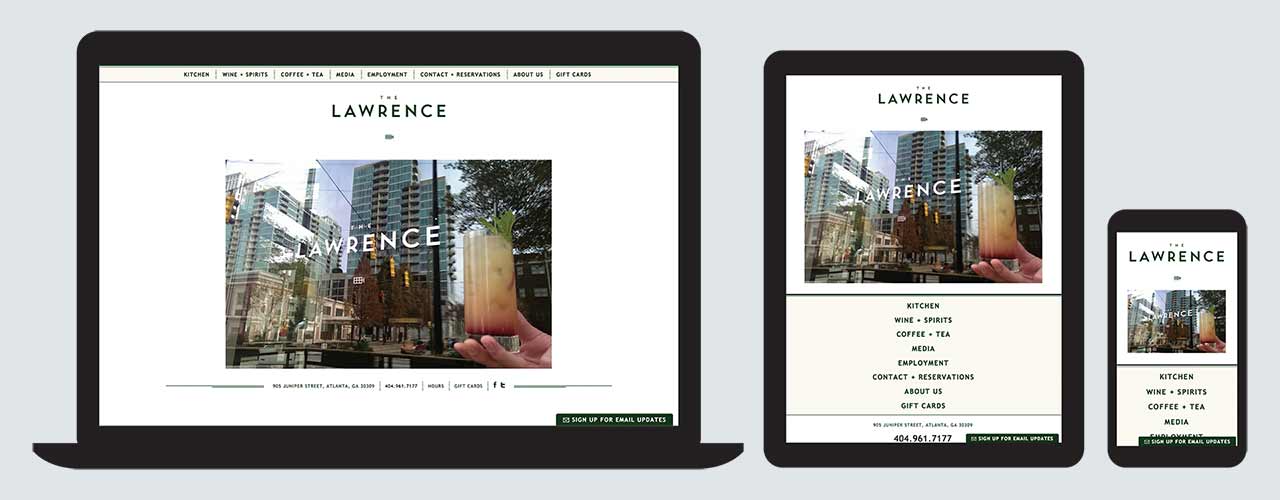 KITCHEN | WINE + SPIRITS | COFFEE + TEA | MEDIA | EMPLOYMENT | CONTACT + RESERVATIONS | ABOUT US | GIFT CARDS
THE
LAWRENCE
THE
LAWRENCE
905 JUNIPER STREET, ATLANTA, GA 30309 | 404.961.7177 | HOURS | GIFT CARDS
SIGN UP FOR EMAIL UPDATES
THE
LAWRENCE
LAWRENCE
KITCHEN
WINE + SPIRITS
COFFEE + TEA
MEDIA
EMPLOYMENT
CONTACT + RESERVATIONS
ABOUT US
GIFT CARDS
905 JUNIPER STREET, ATLANTA, GA 30309
404.961.7177
SIGN UP FOR EMAIL UPDATES
THE
LAWRENCE
LAWRENCE
KITCHEN
WINE + SPIRITS
COFFEE + TEA
MEDIA
EMPLOYMENT
SIGN UP FOR EMAIL UPDATES